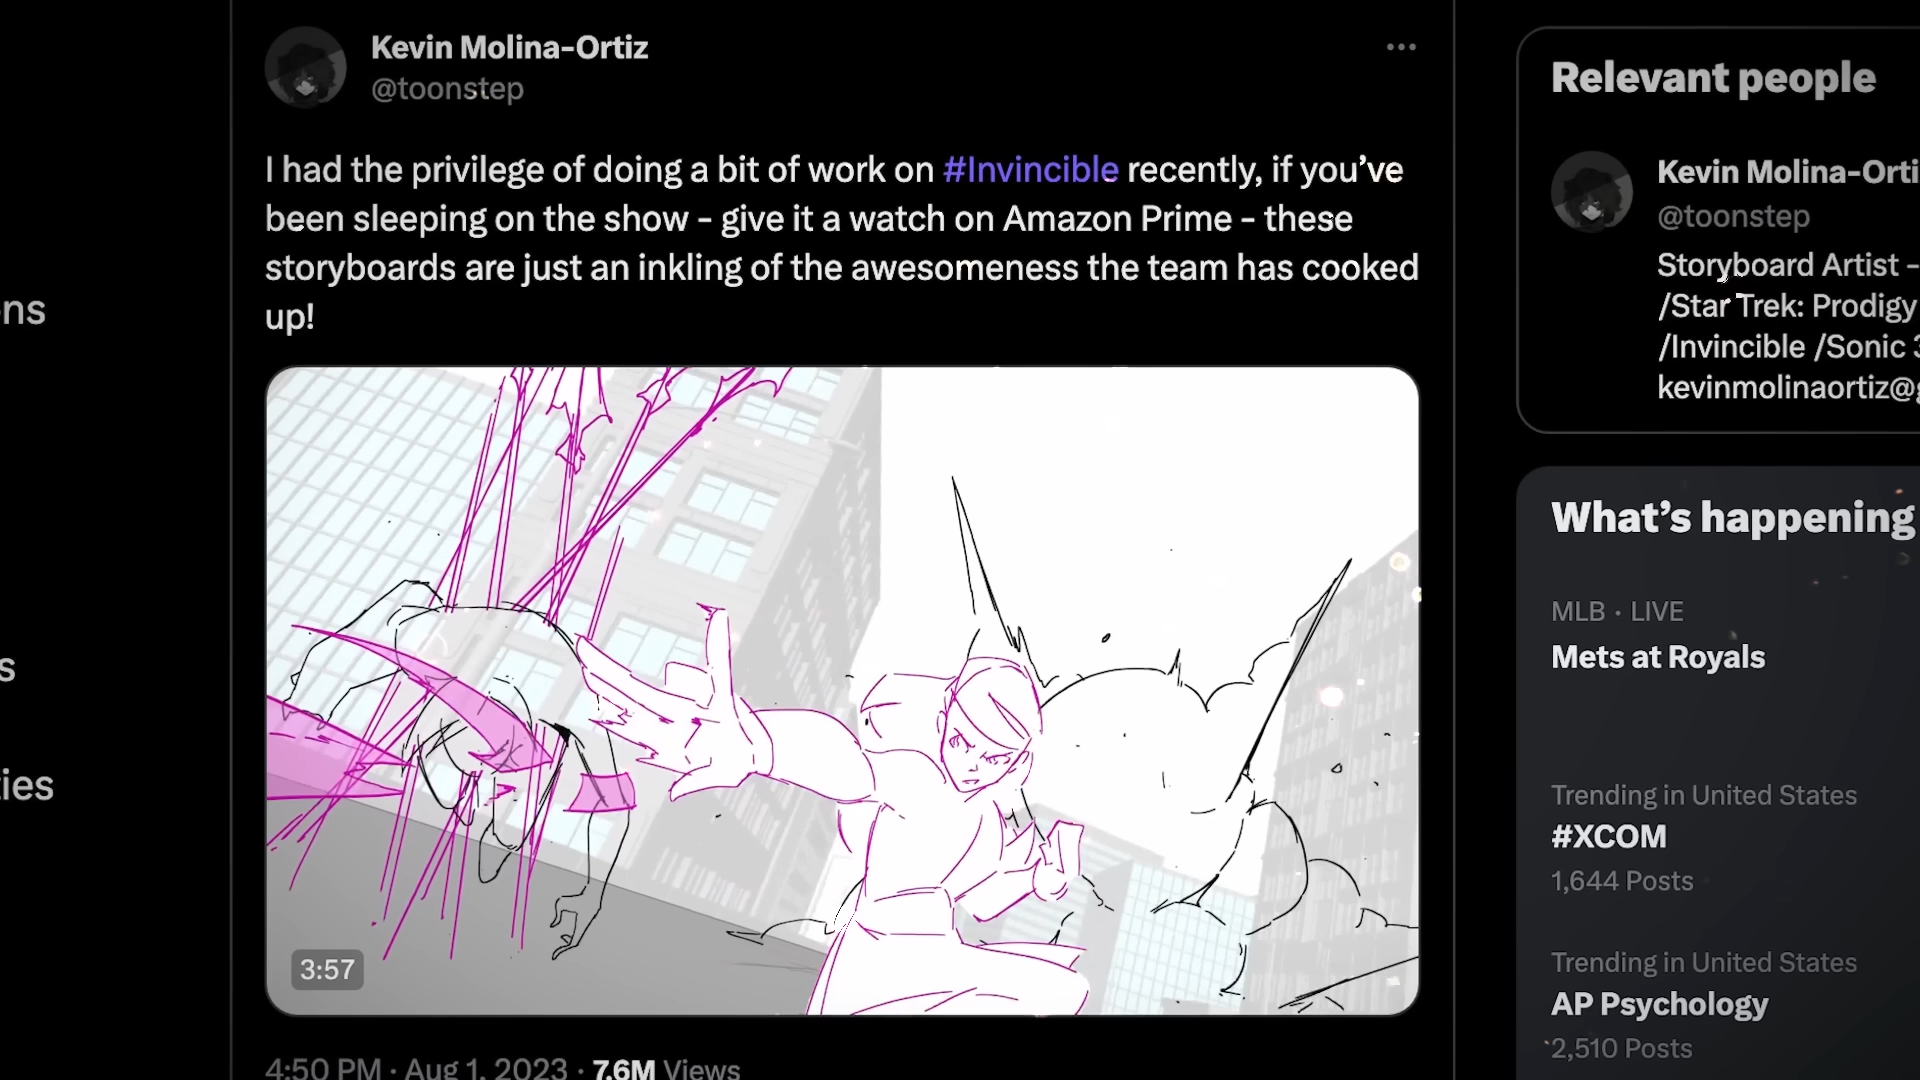 Kevin Molina-Ortiz
@toonstep
I had the privilege of doing a bit of work on #Invincible recently, if you've
been sleeping on the show - give it a watch on Amazon Prime - these
storyboards are just an inkling of the awesomeness the team has cooked
up!
3:57
4:50 PM · Aug 1, 2023 · 7.6M Views
Relevant people
Kevin Molina-Orti
@toonstep
Storyboard Artist -
/Star Trek: Prodigy
/Invincible /Sonic 3
kevinmolinaortiz@g
What's happening
MLB · LIVE
Mets at Royals
Trending in United States
#XCOM
1,644 Posts
Trending in United States
AP Psychology
2,510 Posts
ns
s
ties